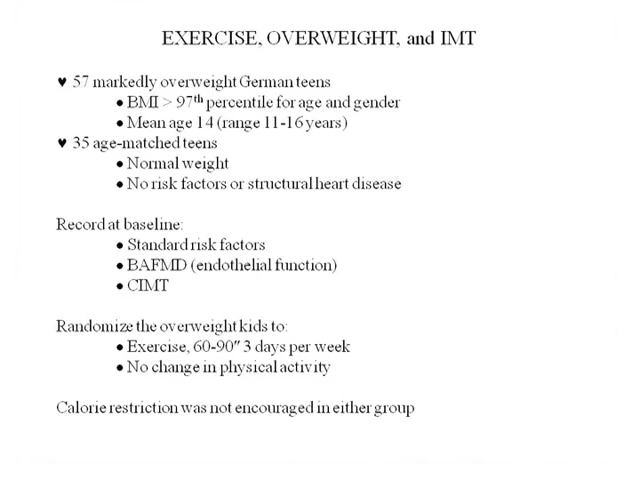 EXERCISE, OVERWEIGHT, and IMT
♥ 57 markedly overweight German teens
● BMI > 97th percentile for age and gender
● Mean age 14 (range 11-16 years)
♥ 35 age-matched teens
● Normal weight
● No risk factors or structural heart disease
Record at baseline:
● Standard risk factors
● BAFMD (endothelial function)
● CIMT
Randomize the overweight kids to:
● Exercise, 60-90″ 3 days per week
● No change in physical activity
Calorie restriction was not encouraged in either group